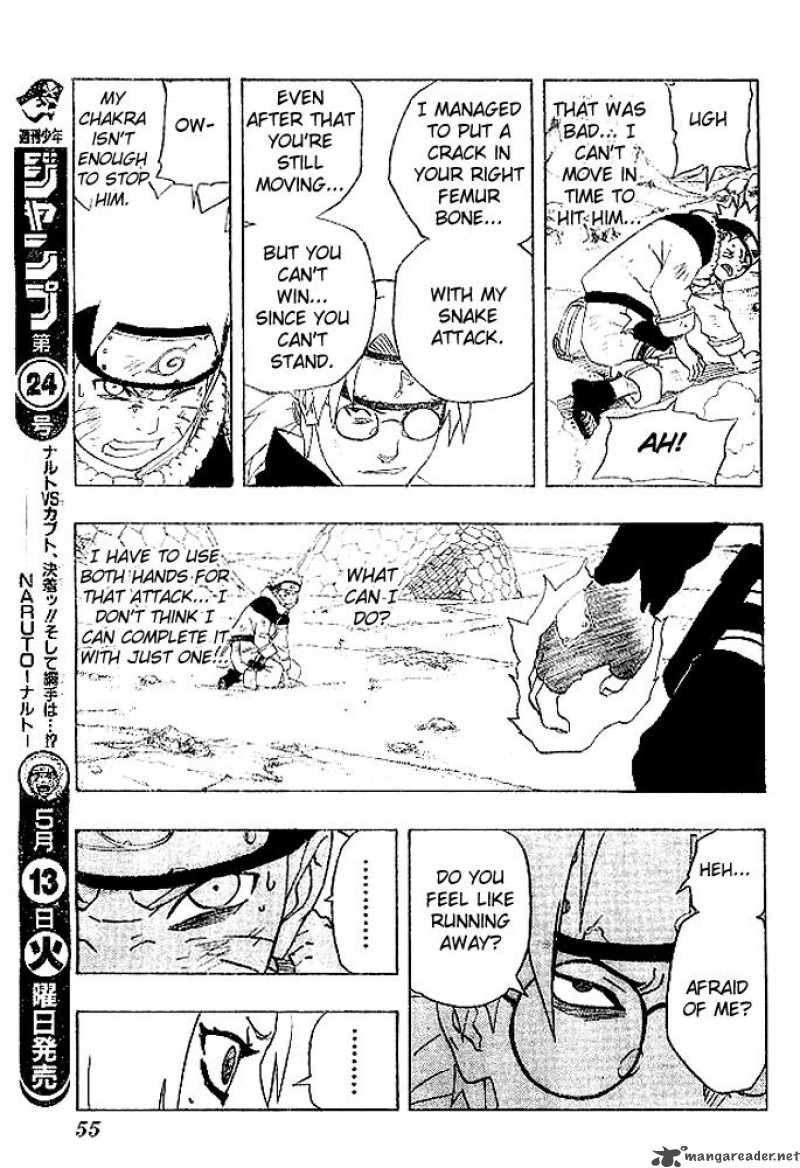 UGH
THAT WAS
BAD... I
CAN'T
MOVE IN
TIME TO
HIT HIM...
AH!
I MANAGED
TO PUT A
CRACK IN
YOUR RIGHT
FEMUR
BONE...
WITH MY
SNAKE
ATTACK.
EVEN
AFTER THAT
YOU'RE
STILL
MOVING...
BUT YOU
CAN'T
WIN...
SINCE YOU
CAN'T
STAND.
OW-
MY
CHAKRA
ISN'T
ENOUGH
TO STOP
HIM.
WHAT
CAN I
DO?
I HAVE TO USE
BOTH HANDS FOR
THAT ATTACK... I
DON'T THINK I
CAN COMPLETE IT
WITH JUST ONE!..
HEH...
AFRAID
OF ME?
DO YOU
FEEL LIKE
RUNNING
AWAY?
........
........
週刊少年
ジャンプ
第
24
号
ナルトVSカブト、決着ッ!!そして綱手は…!?
NARUTO―ナルト―
5月
13
日
火
曜日発売
55
mangareader.net